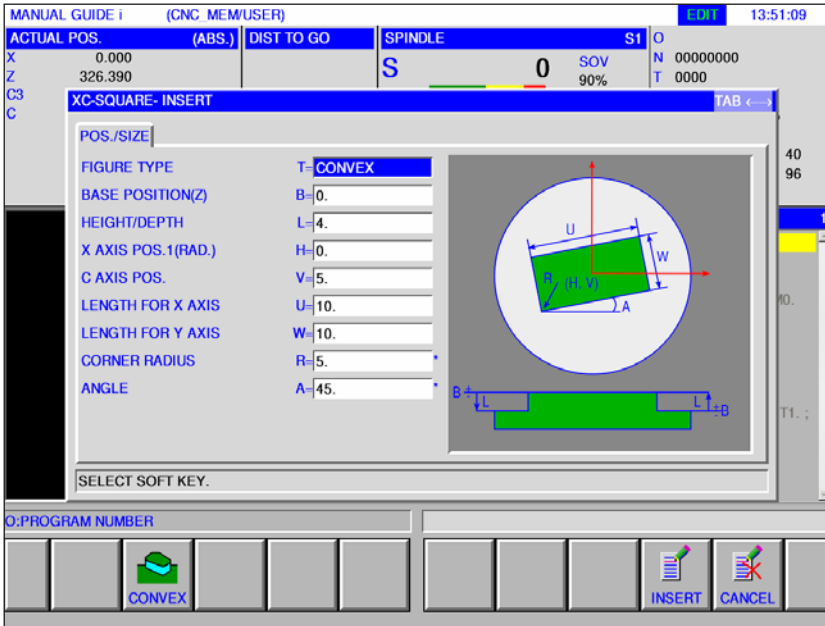 MANUAL GUIDE i (CNC_MEM/USER) EDIT 13:51:09
ACTUAL POS. (ABS.) DIST TO GO SPINDLE S1 O
X 0.000 S 0 SOV N 00000000
Z 326.390 90% T 0000
C3
C
XC-SQUARE- INSERT TAB <-->
POS./SIZE
FIGURE TYPE T= CONVEX
BASE POSITION(Z) B= 0.
HEIGHT/DEPTH L= 4.
X AXIS POS.1(RAD.) H= 0.
C AXIS POS. V= 5.
LENGTH FOR X AXIS U= 10.
LENGTH FOR Y AXIS W= 10.
CORNER RADIUS R= 5. *
ANGLE A= 45. *
U
W
R (H, V)
A
B L L B
40
96
1
M0.
T1. ;
SELECT SOFT KEY.
O:PROGRAM NUMBER
CONVEX INSERT CANCEL